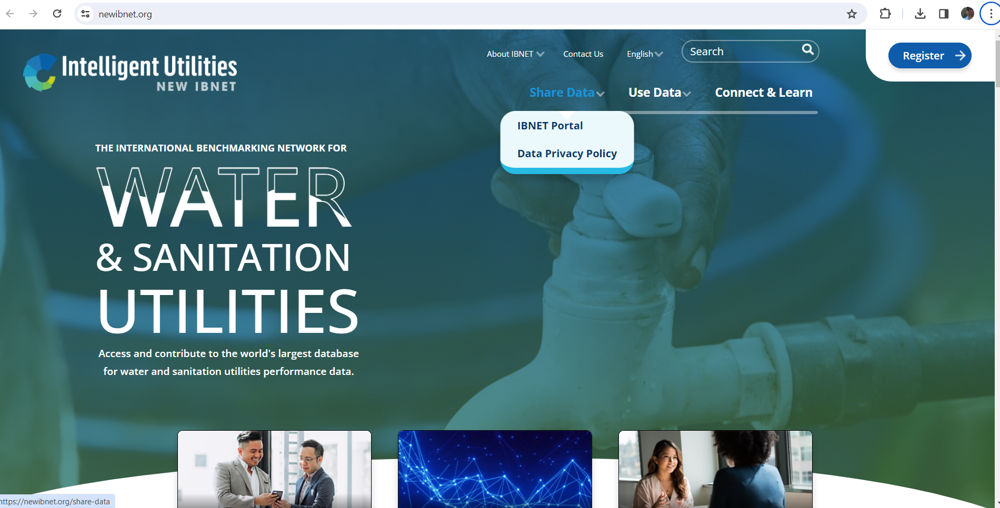 newibnet.org
Intelligent Utilities
NEW IBNET
About IBNET
Contact Us
English
Search
Register
Share Data
Use Data
Connect & Learn
IBNET Portal
Data Privacy Policy
THE INTERNATIONAL BENCHMARKING NETWORK FOR
WATER
& SANITATION
UTILITIES
Access and contribute to the world's largest database
for water and sanitation utilities performance data.
https://newibnet.org/share-data